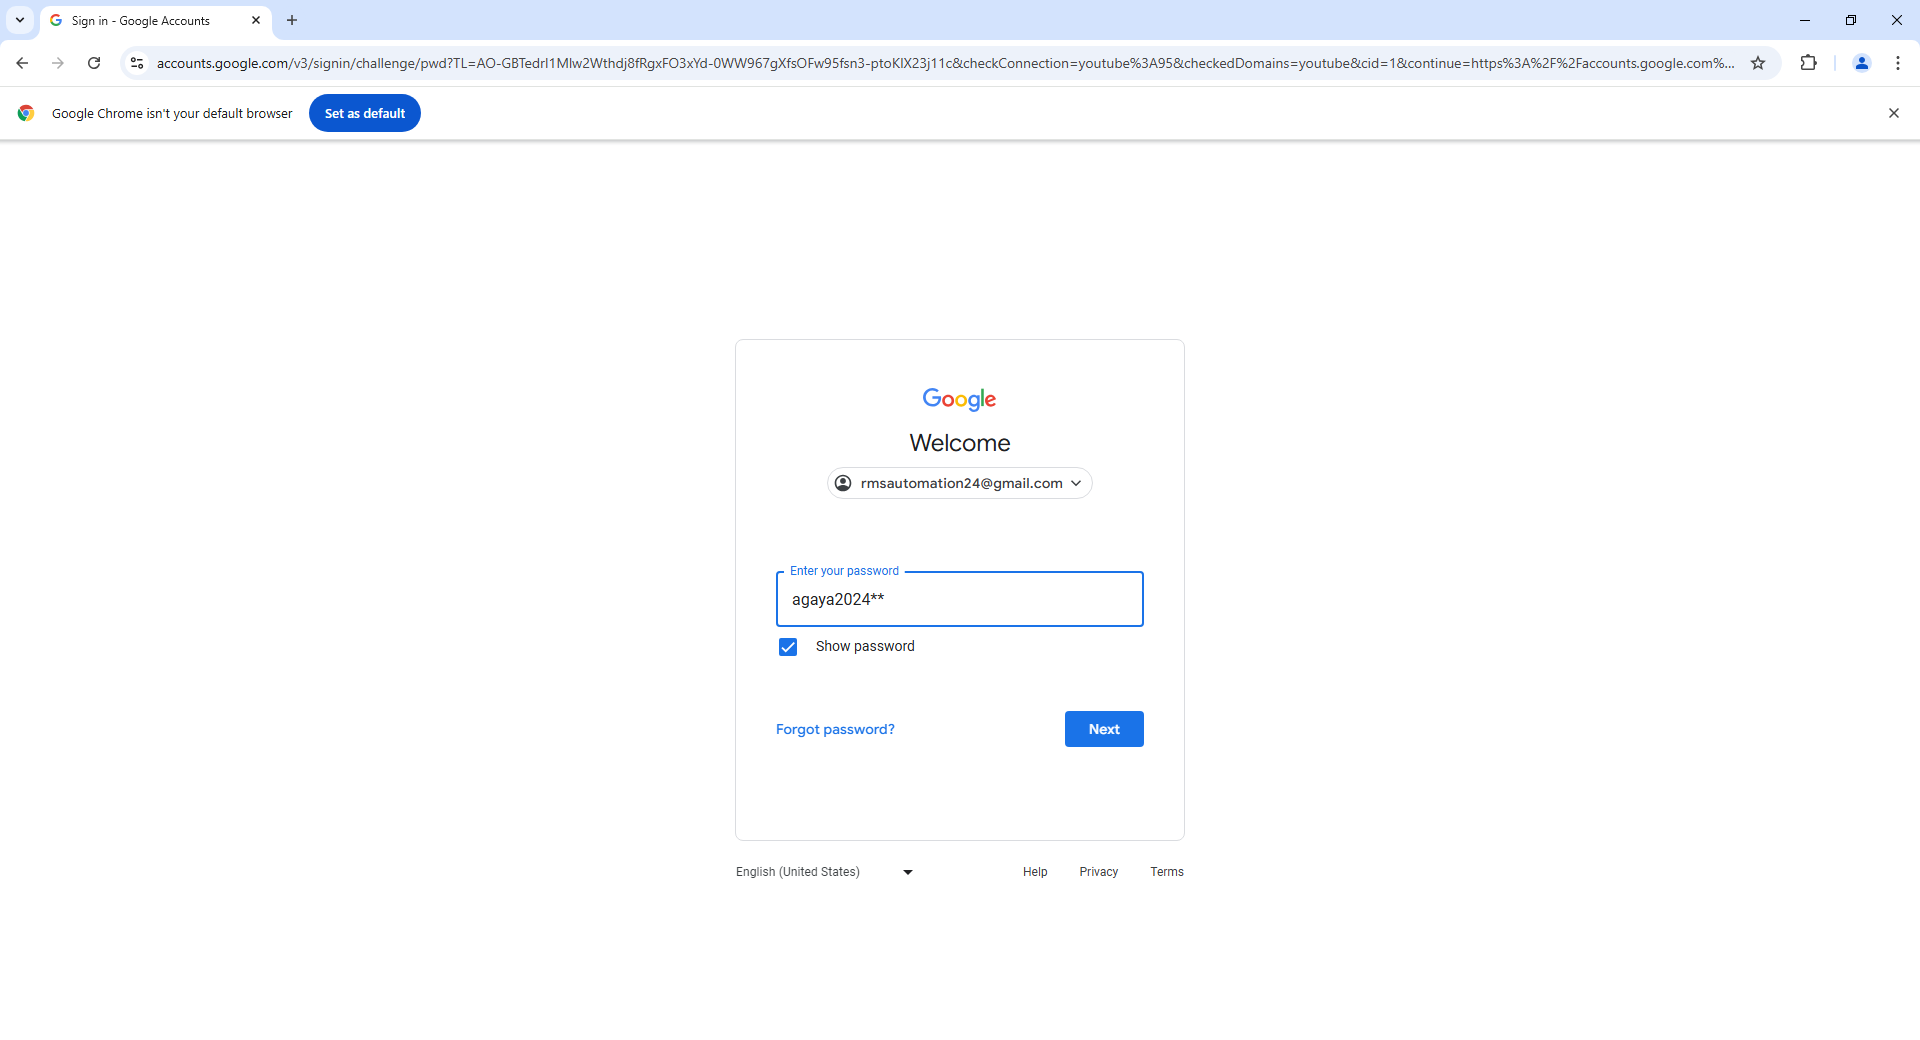 Sign in - Google Accounts
accounts.google.com/v3/signin/challenge/pwd?TL=AO-GBTedrI1MIw2Wthdj8fRgxFO3xYd-0WW967gXfsOFw95fsn3-ptoKIX23j11c&checkConnection=youtube%3A95&checkedDomains=youtube&cid=1&continue=https%3A%2F%2Faccounts.google.com%...
Google Chrome isn't your default browser
Set as default
Google
Welcome
rmsautomation24@gmail.com
Enter your password
agaya2024**
Show password
Forgot password?
Next
English (United States)
Help
Privacy
Terms